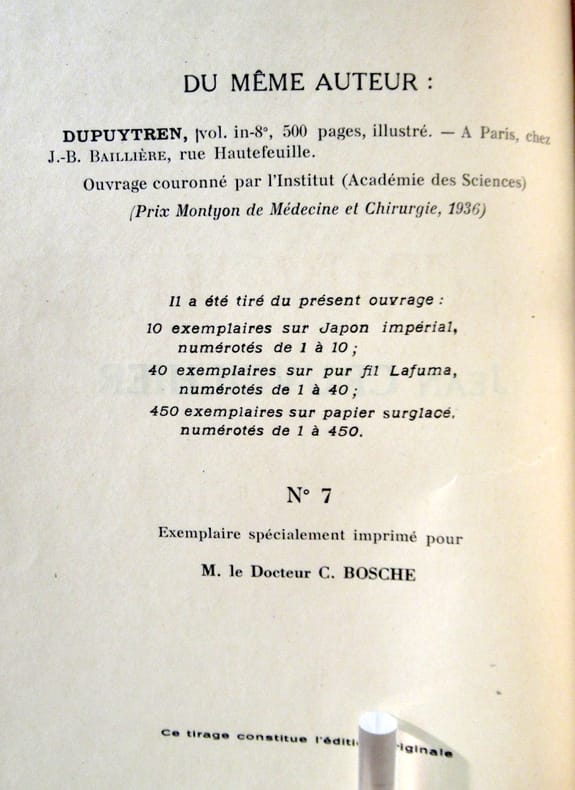 DU MÊME AUTEUR :
DUPUYTREN, 1 vol. in-8°, 500 pages, illustré. — A Paris, chez
J.-B. BAILLIÈRE, rue Hautefeuille.
Ouvrage couronné par l'Institut (Académie des Sciences)
(Prix Montyon de Médecine et Chirurgie, 1936)
Il a été tiré du présent ouvrage :
10 exemplaires sur Japon impérial,
numérotés de 1 à 10 ;
40 exemplaires sur pur fil Lafuma,
numérotés de 1 à 40 ;
450 exemplaires sur papier surglacé.
numérotés de 1 à 450.
N° 7
Exemplaire spécialement imprimé pour
M. le Docteur C. BOSCHE
Ce tirage constitue l'éditi riginale